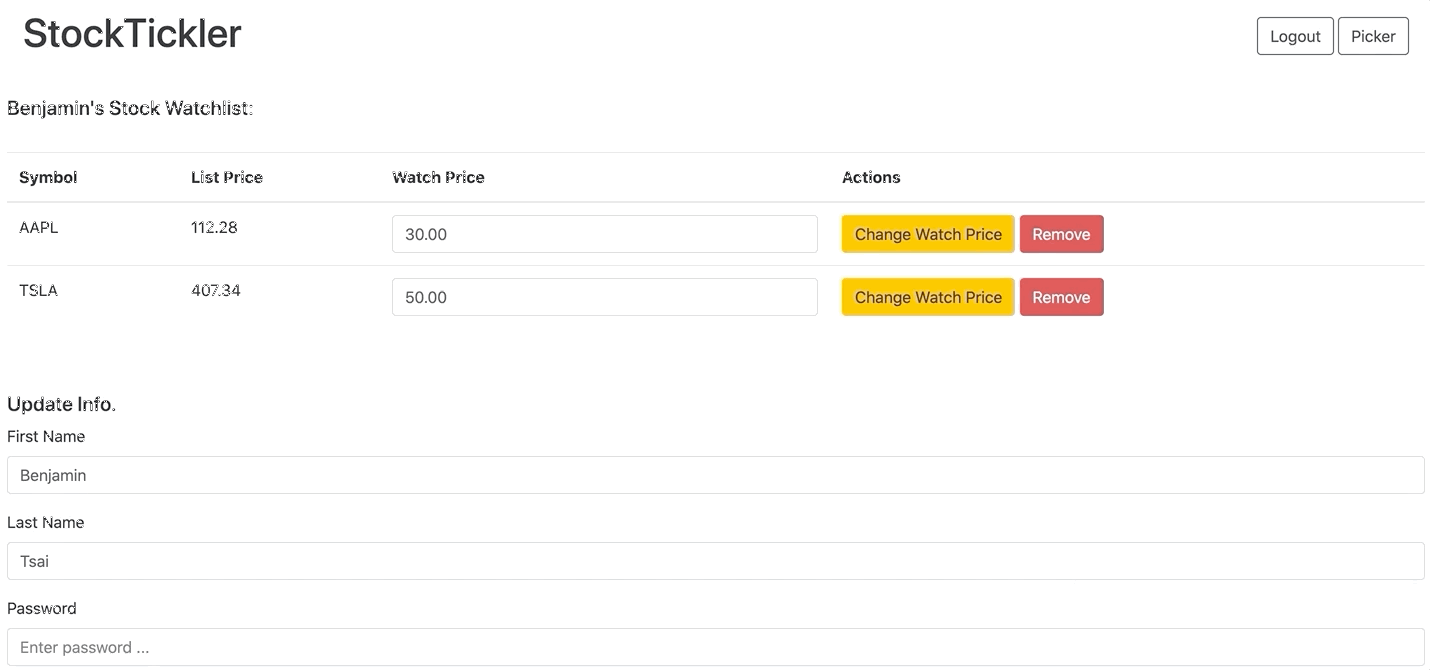 StockTickler
Logout Picker
Benjamin's Stock Watchlist:
Symbol List Price Watch Price Actions
AAPL 112.28 30.00 Change Watch Price Remove
TSLA 407.34 50.00 Change Watch Price Remove
Update Info.
First Name
Benjamin
Last Name
Tsai
Password
Enter password ...